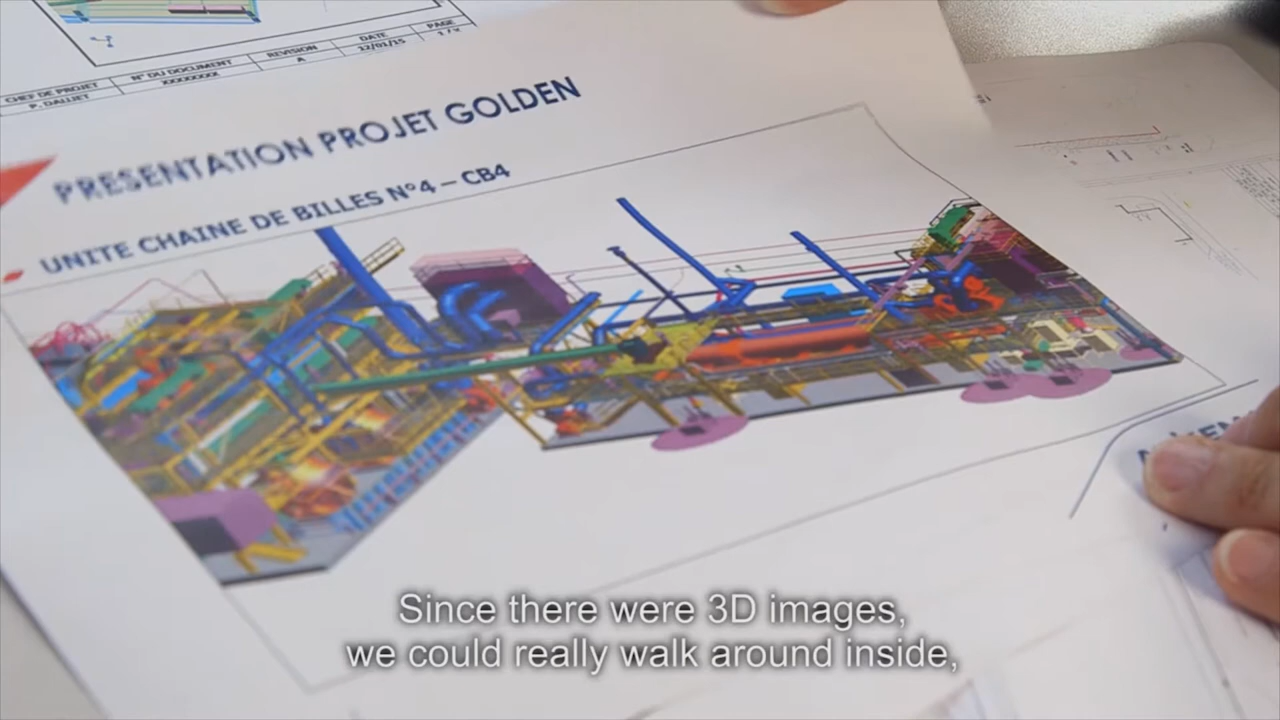 CHEF DE PROJET N° DU DOCUMENT REVISION DATE PAGE
P. DALLIET XXXXXXXX A 12/01/15
PRESENTATION PROJET GOLDEN
UNITE CHAINE DE BILLES N°4 – CB4
Since there were 3D images,
we could really walk around inside,